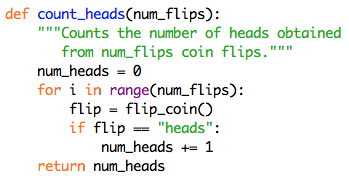 def count_heads(num_flips):
    """Counts the number of heads obtained
       from num_flips coin flips."""
    num_heads = 0
    for i in range(num_flips):
        flip = flip_coin()
        if flip == "heads":
            num_heads += 1
    return num_heads